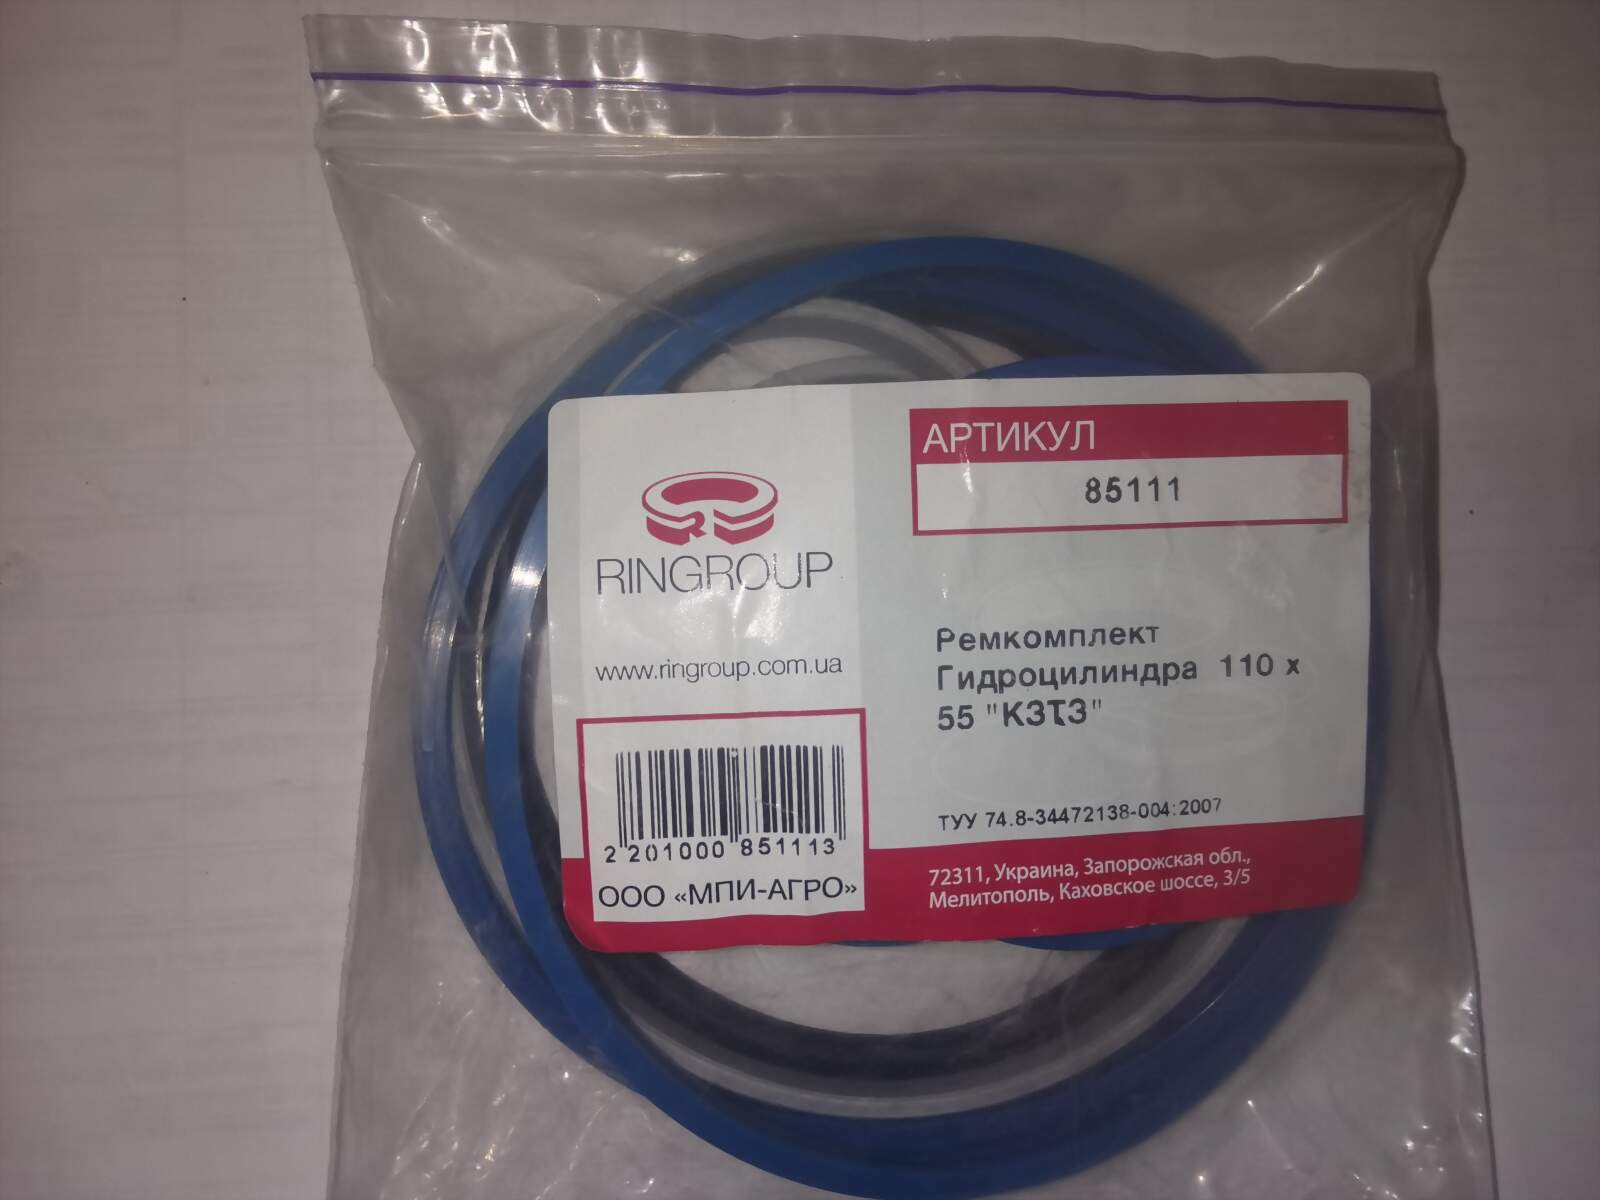 RINGROUP
www.ringroup.com.ua
2 201000 851113
ООО «МПИ-АГРО»
АРТИКУЛ
85111
Ремкомплект
Гидроцилиндра 110 х
55 "КЗТЗ"
ТУУ 74.8-34472138-004:2007
72311, Украина, Запорожская обл.,
Мелитополь, Каховское шоссе, 3/5